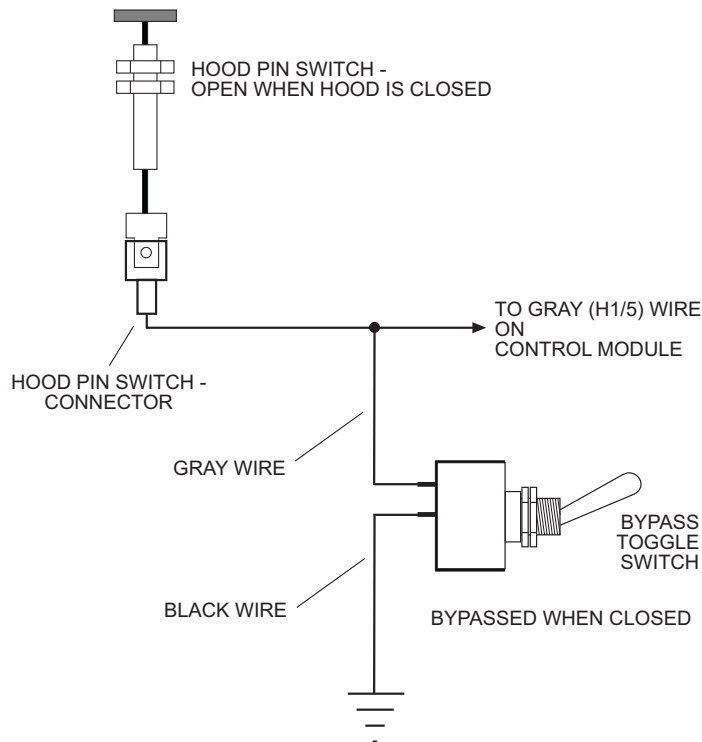 HOOD PIN SWITCH -
OPEN WHEN HOOD IS CLOSED
TO GRAY (H1/5) WIRE
ON
CONTROL MODULE
HOOD PIN SWITCH -
CONNECTOR
GRAY WIRE
BYPASS
TOGGLE
SWITCH
BLACK WIRE
BYPASSED WHEN CLOSED